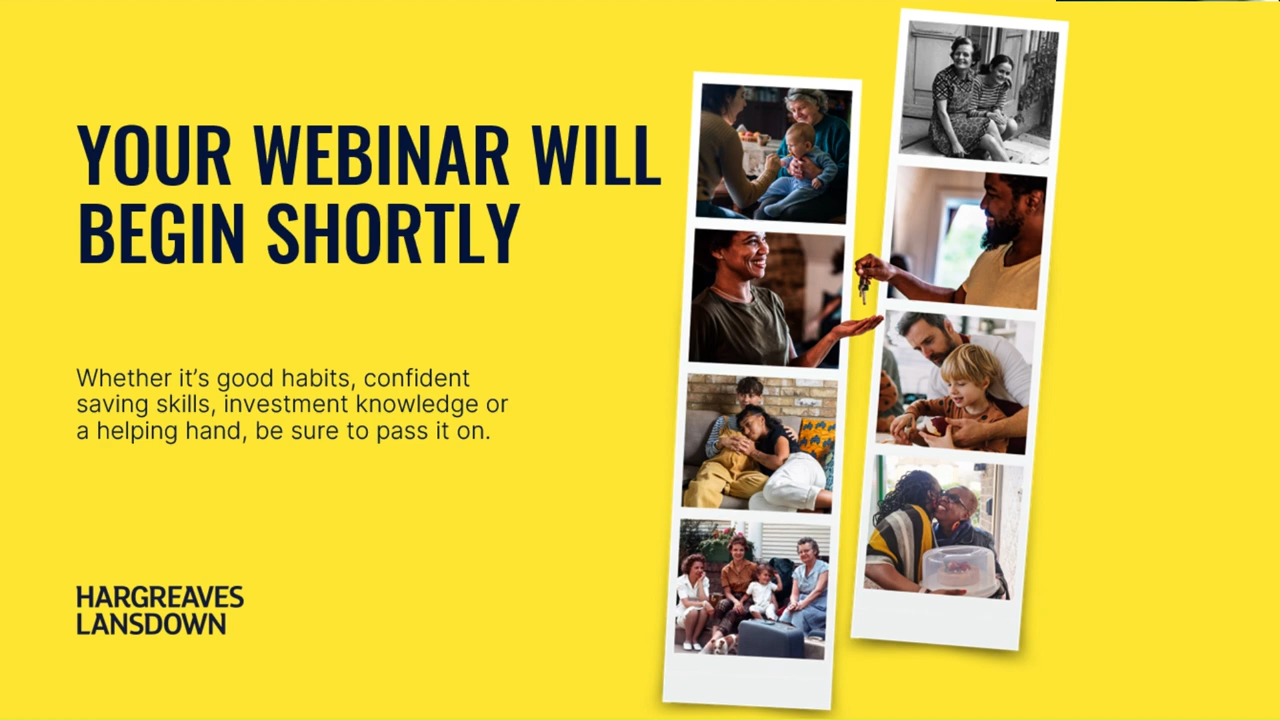 YOUR WEBINAR WILL
BEGIN SHORTLY
Whether it’s good habits, confident
saving skills, investment knowledge or
a helping hand, be sure to pass it on.
HARGREAVES
LANSDOWN